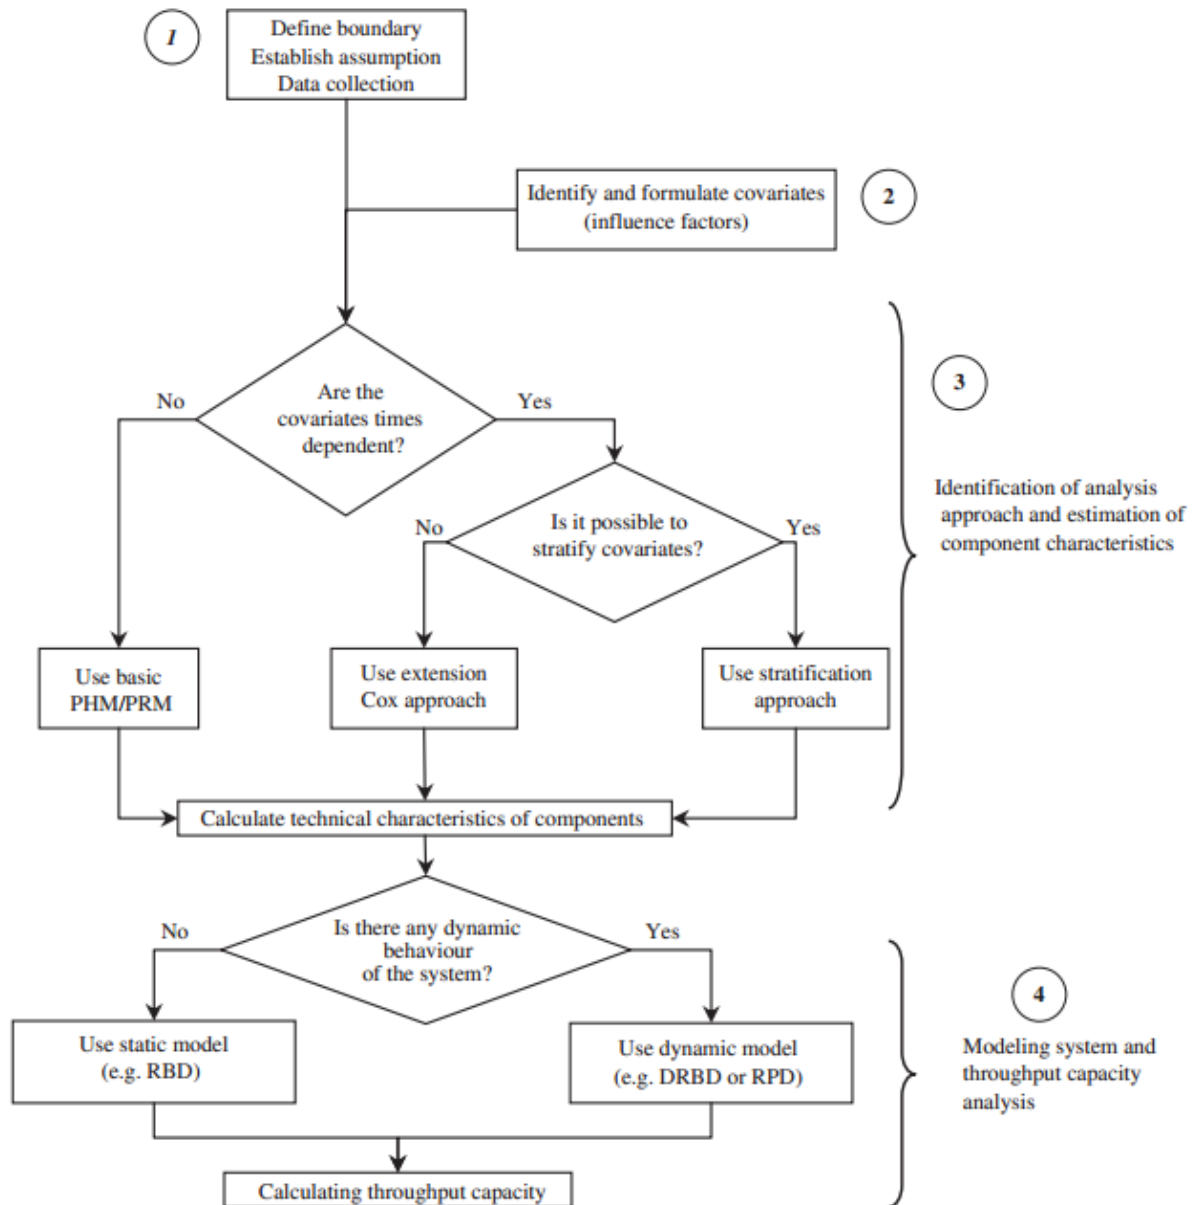 1
Define boundary
Establish assumption
Data collection
Identify and formulate covariates
(influence factors)
2
Are the
covariates times
dependent?
No
Yes
3
Is it possible to
stratify covariates?
No
Yes
Identification of analysis
approach and estimation of
component characteristics
Use basic
PHM/PRM
Use extension
Cox approach
Use stratification
approach
Calculate technical characteristics of components
Is there any dynamic
behaviour
of the system?
No
Yes
4
Use static model
(e.g. RBD)
Use dynamic model
(e.g. DRBD or RPD)
Modeling system and
throughput capacity
analysis
Calculating throughput capacity